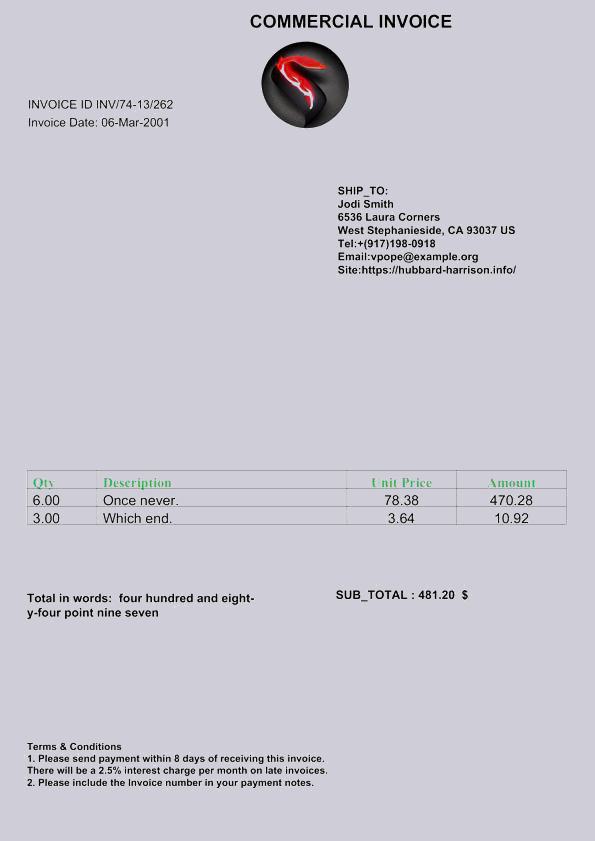 COMMERCIAL INVOICE
INVOICE ID INV/74-13/262
Invoice Date: 06-Mar-2001
SHIP_TO:
Jodi Smith
6536 Laura Corners
West Stephanieside, CA 93037 US
Tel:+(917)198-0918
Email:vpope@example.org
Site:https://hubbard-harrison.info/
Qty Description Unit Price Amount
6.00 Once never. 78.38 470.28
3.00 Which end. 3.64 10.92
Total in words:  four hundred and eight-
y-four point nine seven
SUB_TOTAL : 481.20  $
Terms & Conditions
1. Please send payment within 8 days of receiving this invoice.
There will be a 2.5% interest charge per month on late invoices.
2. Please include the Invoice number in your payment notes.